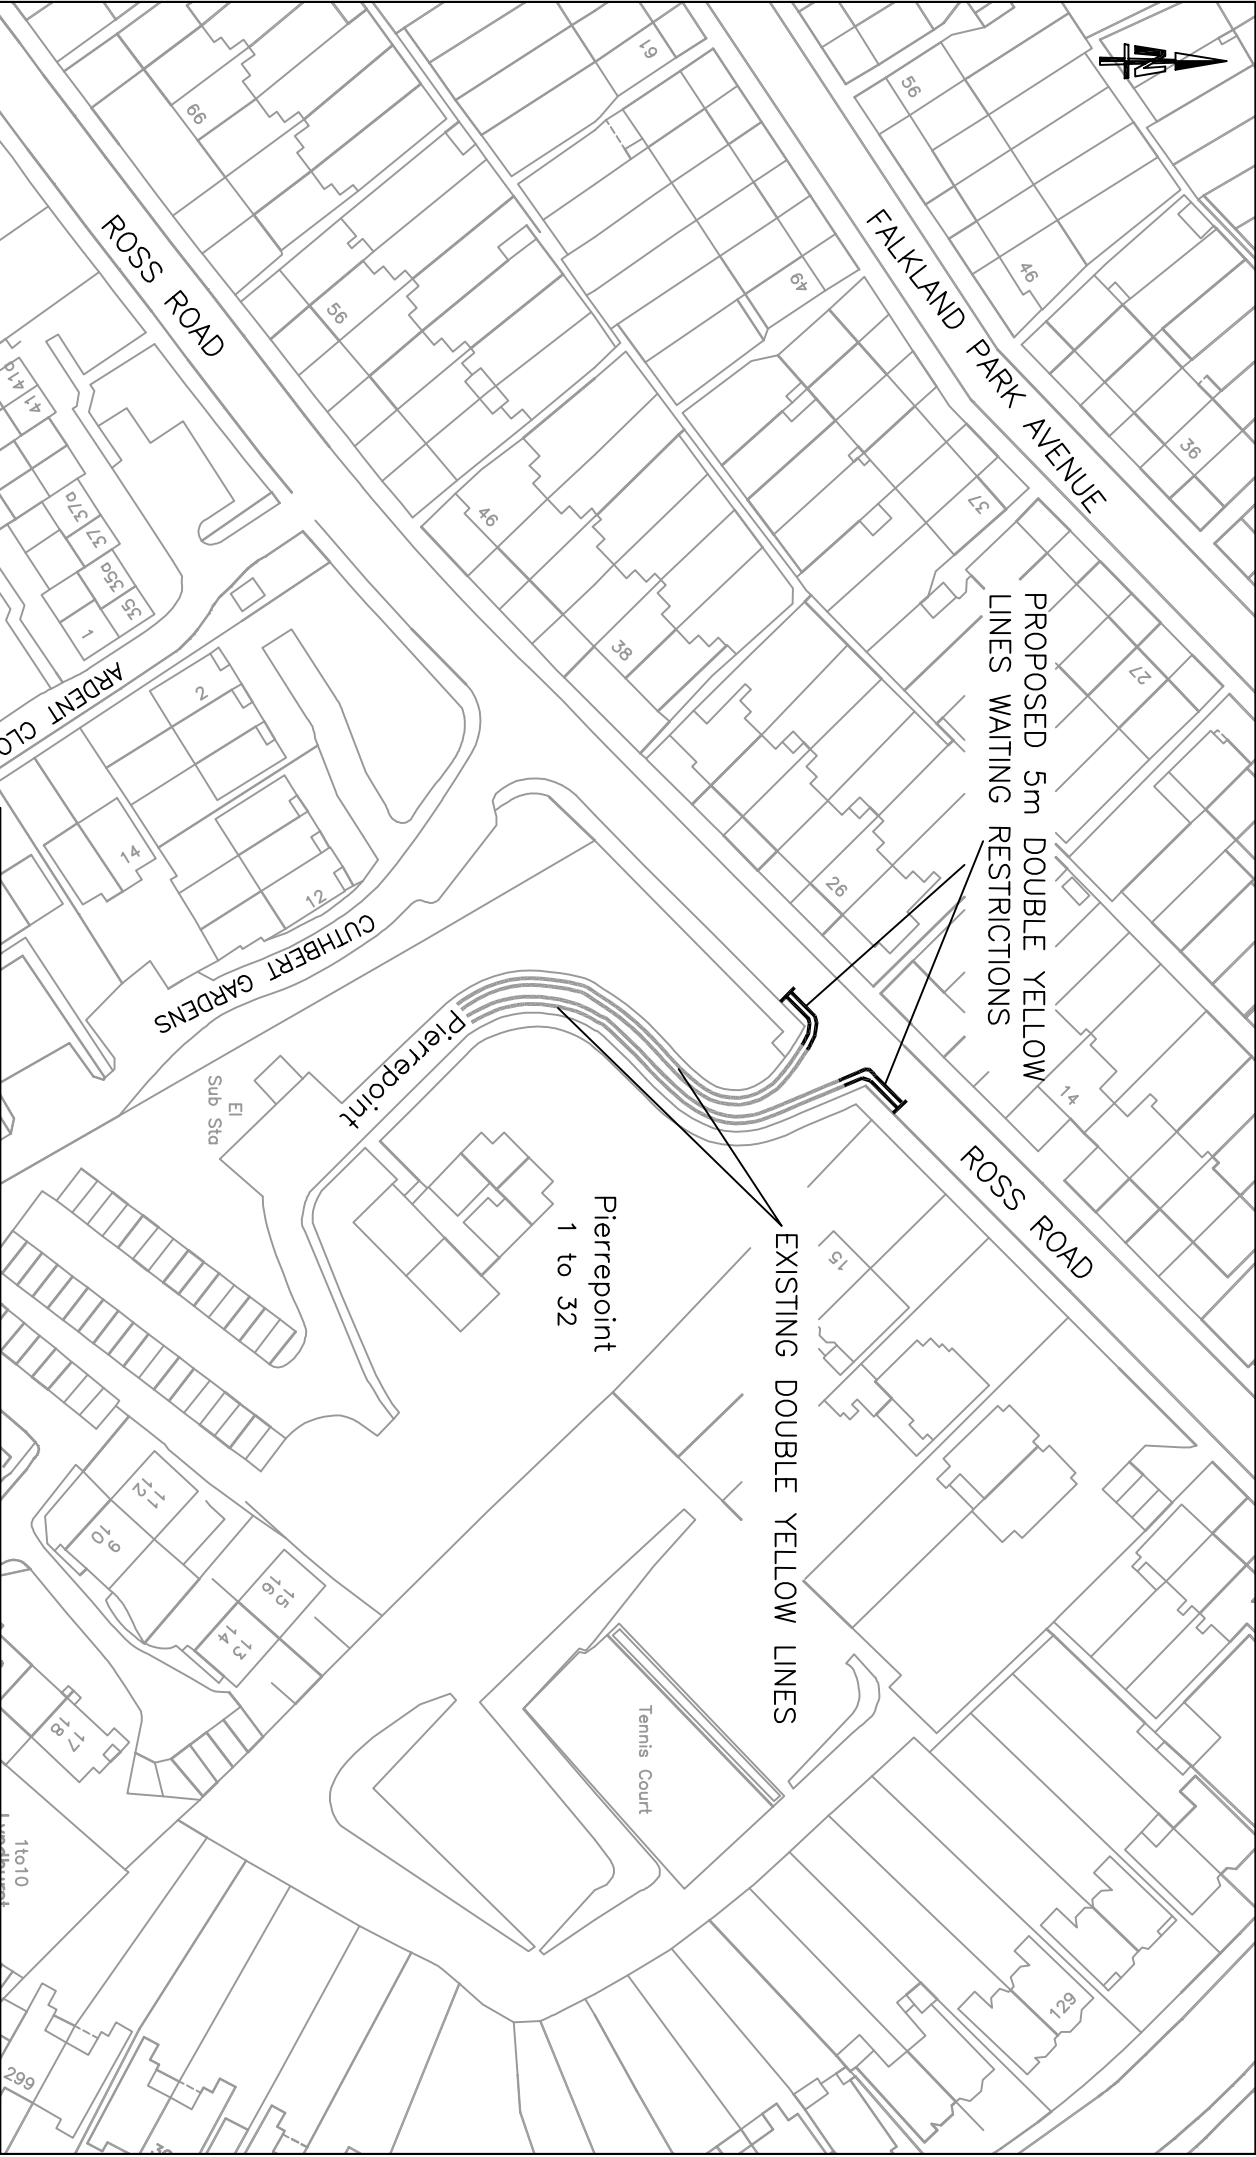 N
FALKLAND PARK AVENUE
ROSS ROAD
PROPOSED 5m DOUBLE YELLOW
LINES WAITING RESTRICTIONS
ROSS ROAD
EXISTING DOUBLE YELLOW LINES
Pierrepoint
1 to 32
Pierrepoint
CUTHBERT GARDENS
ARDENT CLO
El
Sub Sta
Tennis Court
61
56
46
36
66
49
37
27
56
46
38
26
14
41
37a
37
35a
35
1
2
14
12
15
11
12
9
10
15
16
13
14
17
18
1to10
129
299